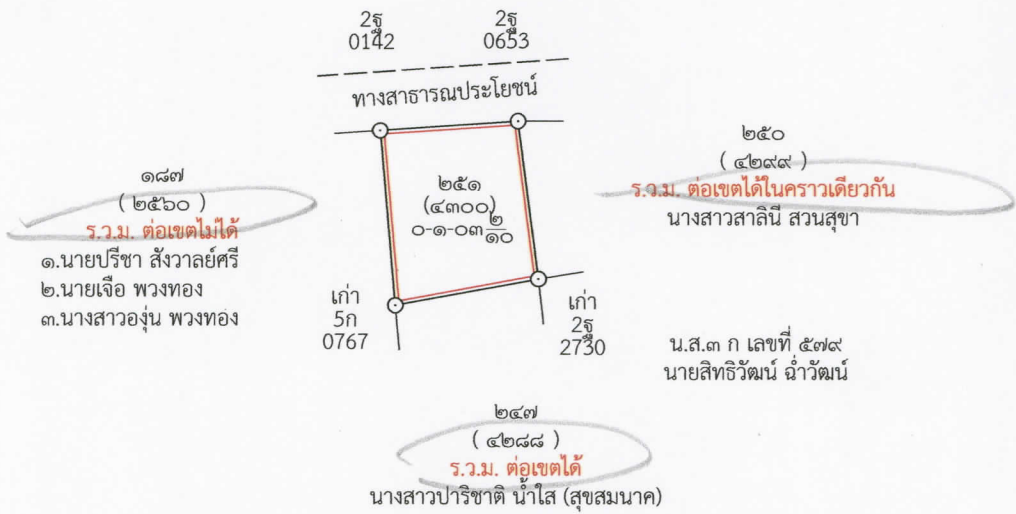 2ฐ
0142
2ฐ
0653
ทางสาธารณประโยชน์
๒๕๑
(๔๓๐๐)
๐-๑-๐๓ ๒/๑๐
๑๘๗
( ๒๕๖๐ )
ร.ว.ม. ต่อเขตไม่ได้
๑.นายปรีชา สังวาลย์ศรี
๒.นายเจือ พวงทอง
๓.นางสาวองุ่น พวงทอง
๒๕๐
( ๔๒๙๙ )
ร.ว.ม. ต่อเขตได้ในคราวเดียวกัน
นางสาวสาลินี สวนสุขา
เก่า
5ก
0767
เก่า
2ฐ
2730
น.ส.๓ ก เลขที่ ๕๗๙
นายสิทธิวัฒน์ ฉ่ำวัฒน์
๒๔๗
( ๔๒๘๘ )
ร.ว.ม. ต่อเขตได้
นางสาวปาริชาติ น้ำใส (สุขสมนาค)